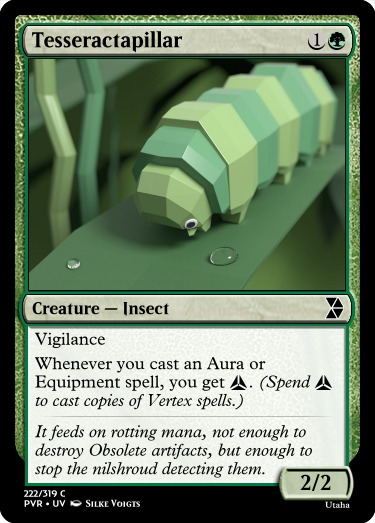 Tesseractapillar 1
Creature — Insect
Vigilance
Whenever you cast an Aura or
Equipment spell, you get . (Spend
to cast copies of Vertex spells.)
It feeds on rotting mana, not enough to
destroy Obsolete artifacts, but enough to
stop the nilshroud detecting them.
2/2
222/319 C
PVR • UV Silke Voigts
Utaha